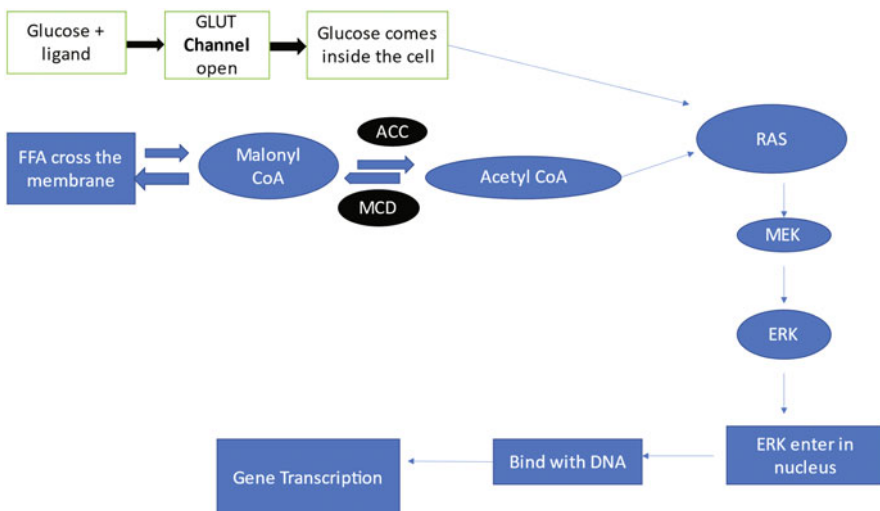 Glucose +
ligand
GLUT
Channel
open
Glucose comes
inside the cell
RAS
FFA cross the
membrane
Malonyl
CoA
ACC
MCD
Acetyl CoA
MEK
ERK
ERK enter in
nucleus
Bind with DNA
Gene Transcription